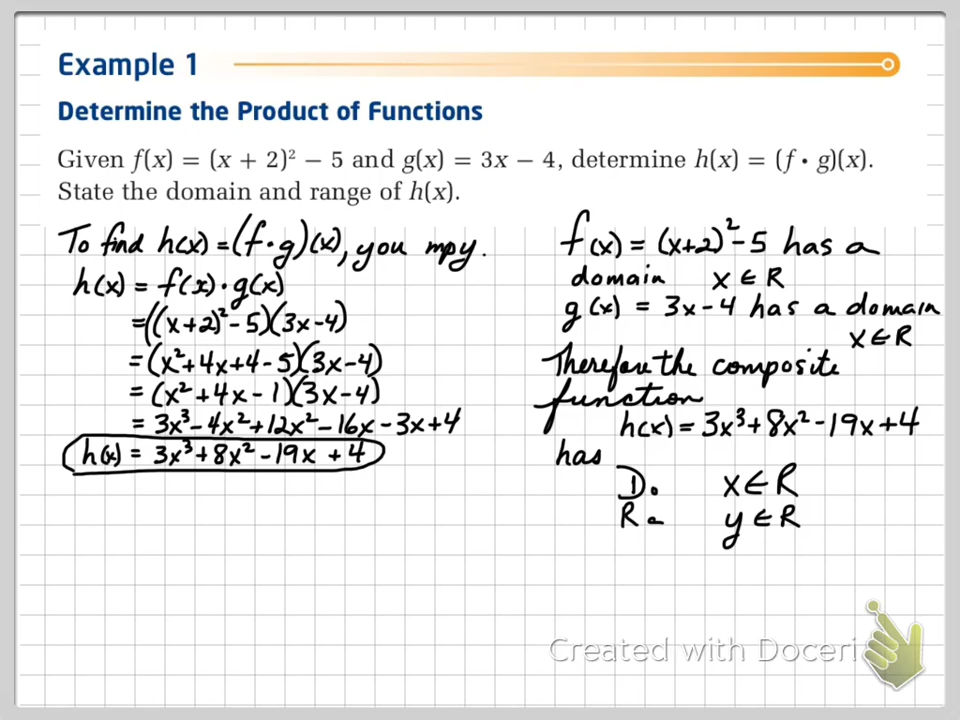 Example 1
Determine the Product of Functions
Given f(x) = (x + 2)² − 5 and g(x) = 3x − 4, determine h(x) = (f • g)(x).
State the domain and range of h(x).
To find h(x) = (f·g)(x), you mpy.
h(x) = f(x)·g(x)
= ((x+2)² - 5)(3x-4)
= (x² + 4x + 4 - 5)(3x-4)
= (x² + 4x - 1)(3x-4)
= 3x³ - 4x² + 12x² - 16x - 3x + 4
h(x) = 3x³ + 8x² - 19x + 4
f(x) = (x+2)² - 5 has a
domain x ∈ R
g(x) = 3x - 4 has a domain
x ∈ R
Therefore the composite
function
h(x) = 3x³ + 8x² - 19x + 4
has
D. x ∈ R
R - y ∈ R
Created with Doceri